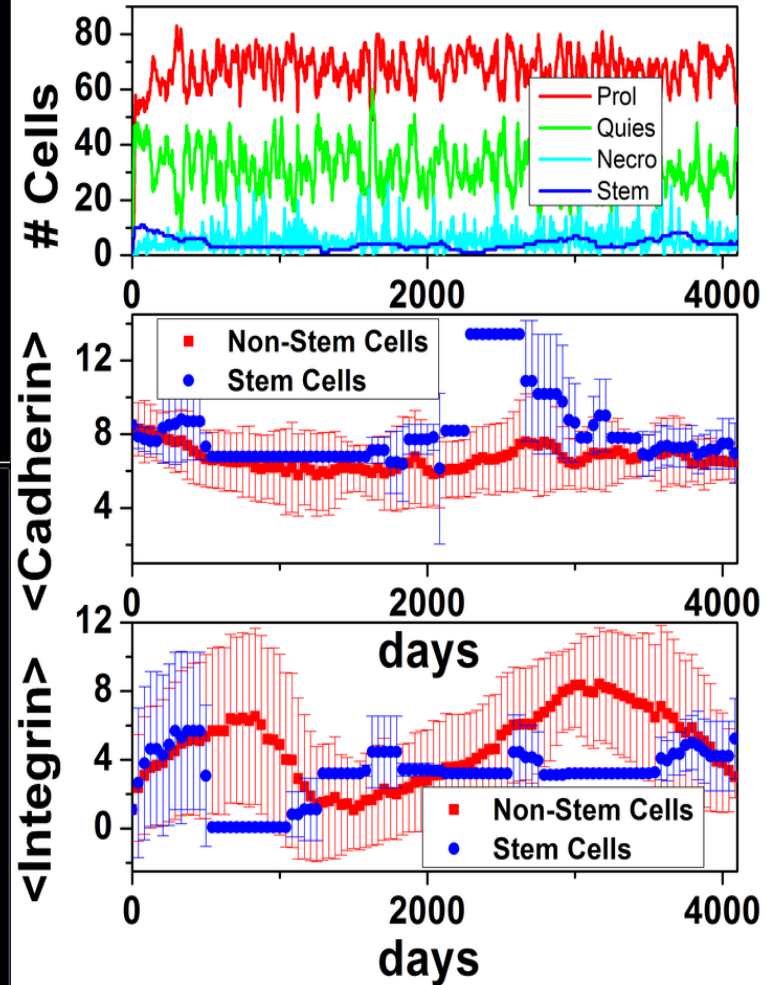 # Cells
80
60
40
20
0
Prol
Quies
Necro
Stem
0 2000 4000
<Cadherin>
12
8
4
Non-Stem Cells
Stem Cells
0 2000 4000
days
<Integrin>
12
8
4
0
Non-Stem Cells
Stem Cells
0 2000 4000
days